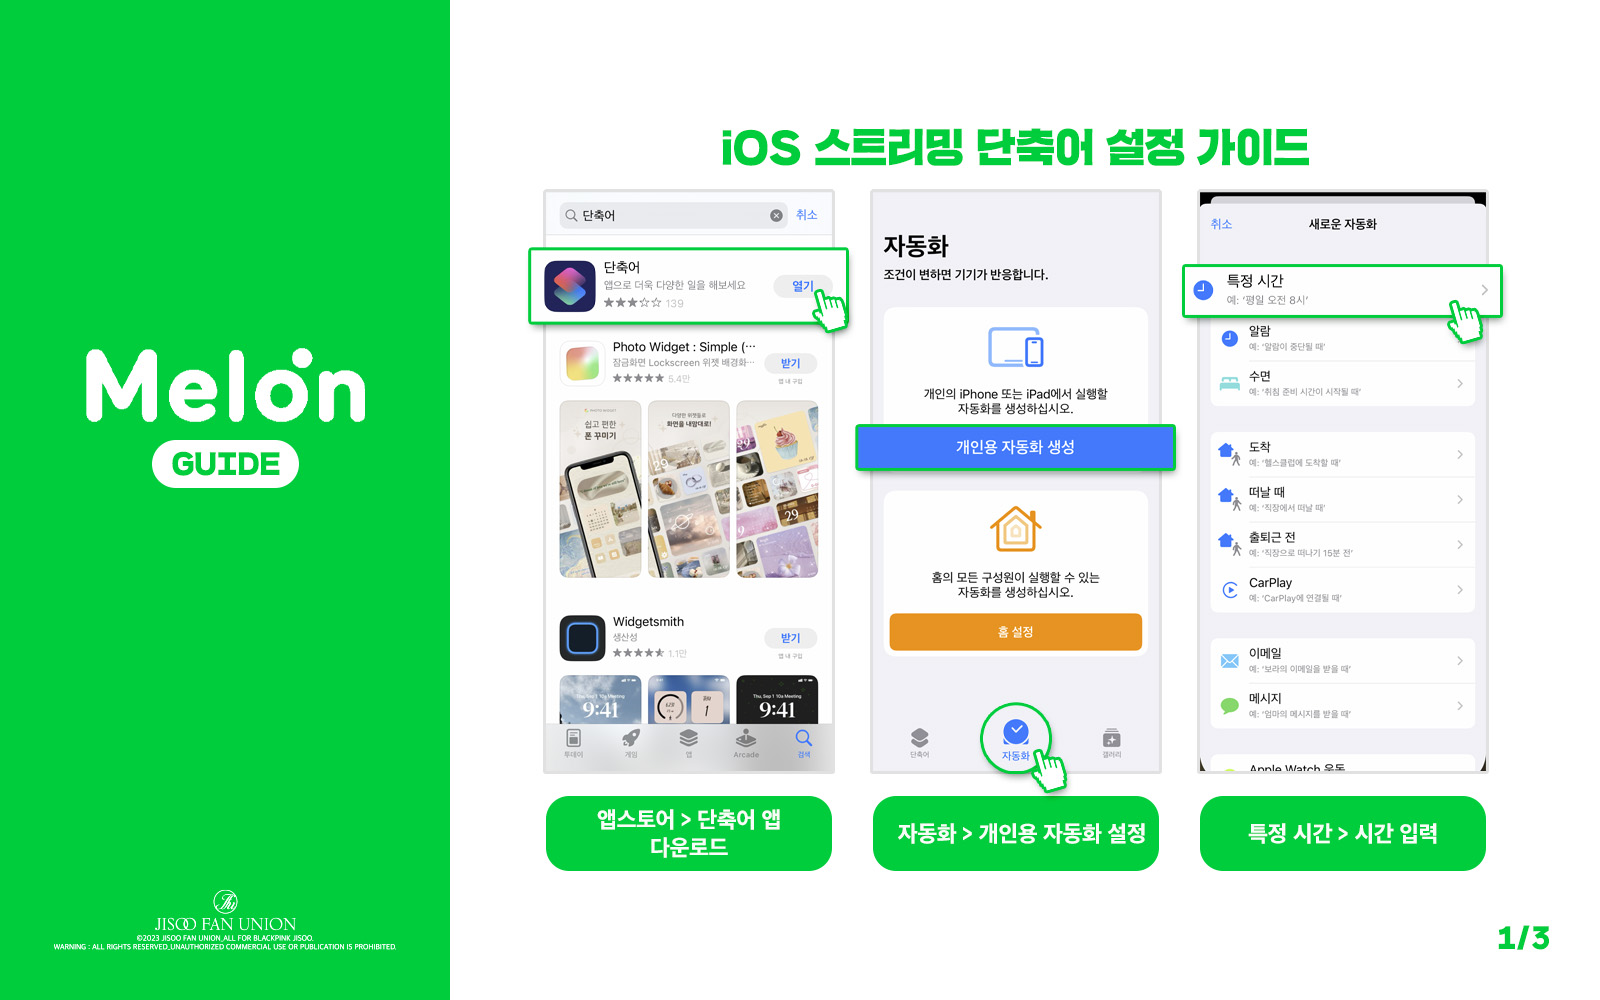 Melon
GUIDE
JISOO FAN UNION
©2023 JISOO FAN UNION_ALL FOR BLACKPINK JISOO.
WARNING : ALL RIGHTS RESERVED_UNAUTHORIZED COMMERCIAL USE OR PUBLICATION IS PROHIBITED.
iOS 스트리밍 단축어 설정 가이드
단축어
취소
단축어
앱으로 더욱 다양한 일을 해보세요
열기
139
Photo Widget : Simple (···
잠금화면 Lockscreen 위젯 배경화···
받기
5.4만
앱 내 구입
PHOTO WIDGET
쉽고 편한
폰 꾸미기
다양한 위젯들로
화면을 내맘대로!
29
29
Widgetsmith
생산성
받기
1.1만
앱 내 구입
Thu, Sep 1 10a Meeting
9:41
Thu, Sep 1 10a Meeting
9:41
투데이
게임
앱
Arcade
검색
앱스토어 > 단축어 앱
다운로드
자동화
조건이 변하면 기기가 반응합니다.
개인의 iPhone 또는 iPad에서 실행할
자동화를 생성하십시오.
개인용 자동화 생성
홈의 모든 구성원이 실행할 수 있는
자동화를 생성하십시오.
홈 설정
단축어
자동화
갤러리
자동화 > 개인용 자동화 설정
취소
새로운 자동화
특정 시간
예: '평일 오전 8시'
알람
예: '알람이 중단될 때'
수면
예: '취침 준비 시간이 시작될 때'
도착
예: '헬스클럽에 도착할 때'
떠날 때
예: '직장에서 떠날 때'
출퇴근 전
예: '직장으로 떠나기 15분 전'
CarPlay
예: 'CarPlay에 연결될 때'
이메일
예: '보라의 이메일을 받을 때'
메시지
예: '엄마의 메시지를 받을 때'
Apple Watch 운동
특정 시간 > 시간 입력
1/3